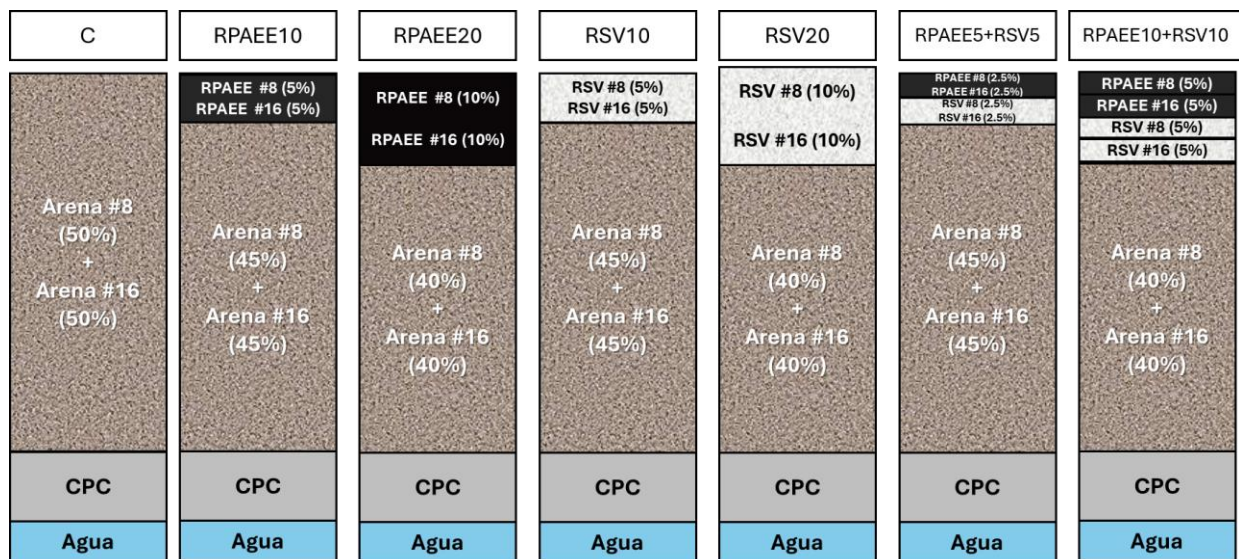 C
RPAEE10
RPAEE20
RSV10
RSV20
RPAEE5+RSV5
RPAEE10+RSV10
Arena #8
(50%)
+
Arena #16
(50%)
CPC
Agua
RPAEE #8 (5%)
RPAEE #16 (5%)
Arena #8
(45%)
+
Arena #16
(45%)
CPC
Agua
RPAEE #8 (10%)
RPAEE #16 (10%)
Arena #8
(40%)
+
Arena #16
(40%)
CPC
Agua
RSV #8 (5%)
RSV #16 (5%)
Arena #8
(45%)
+
Arena #16
(45%)
CPC
Agua
RSV #8 (10%)
RSV #16 (10%)
Arena #8
(40%)
+
Arena #16
(40%)
CPC
Agua
RPAEE #8 (2.5%)
RPAEE #16 (2.5%)
RSV #8 (2.5%)
RSV #16 (2.5%)
Arena #8
(45%)
+
Arena #16
(45%)
CPC
Agua
RPAEE #8 (5%)
RPAEE #16 (5%)
RSV #8 (5%)
RSV #16 (5%)
Arena #8
(40%)
+
Arena #16
(40%)
CPC
Agua